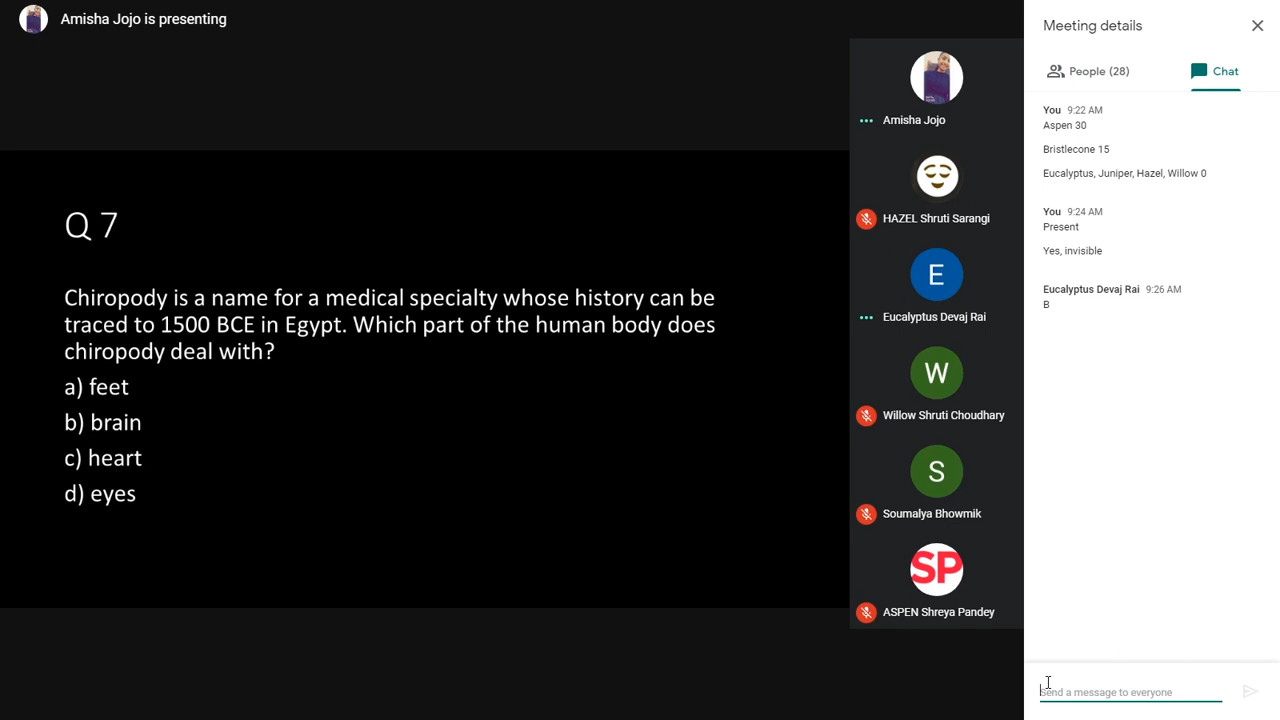 Amisha Jojo is presenting
Q 7
Chiropody is a name for a medical specialty whose history can be
traced to 1500 BCE in Egypt. Which part of the human body does
chiropody deal with?
a) feet
b) brain
c) heart
d) eyes
Amisha Jojo
HAZEL Shruti Sarangi
E
Eucalyptus Devaj Rai
W
Willow Shruti Choudhary
S
Soumalya Bhowmik
SP
ASPEN Shreya Pandey
Meeting details
People (28)
Chat
You 9:22 AM
Aspen 30
Bristlecone 15
Eucalyptus, Juniper, Hazel, Willow 0
You 9:24 AM
Present
Yes, invisible
Eucalyptus Devaj Rai 9:26 AM
B
Send a message to everyone